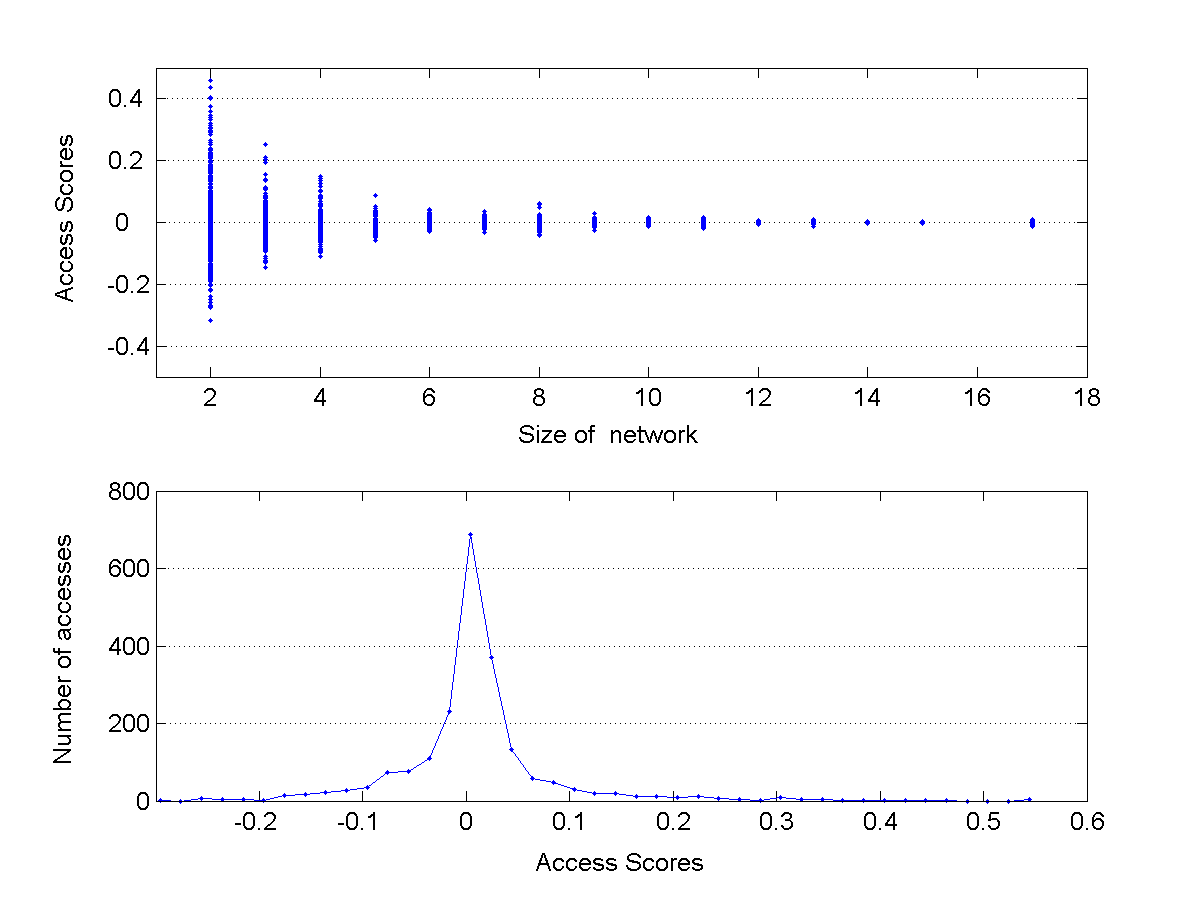 Access Scores
0.4
0.2
0
-0.2
-0.4
2 4 6 8 10 12 14 16 18
Size of network
Number of accesses
800
600
400
200
0
-0.2 -0.1 0 0.1 0.2 0.3 0.4 0.5 0.6
Access Scores